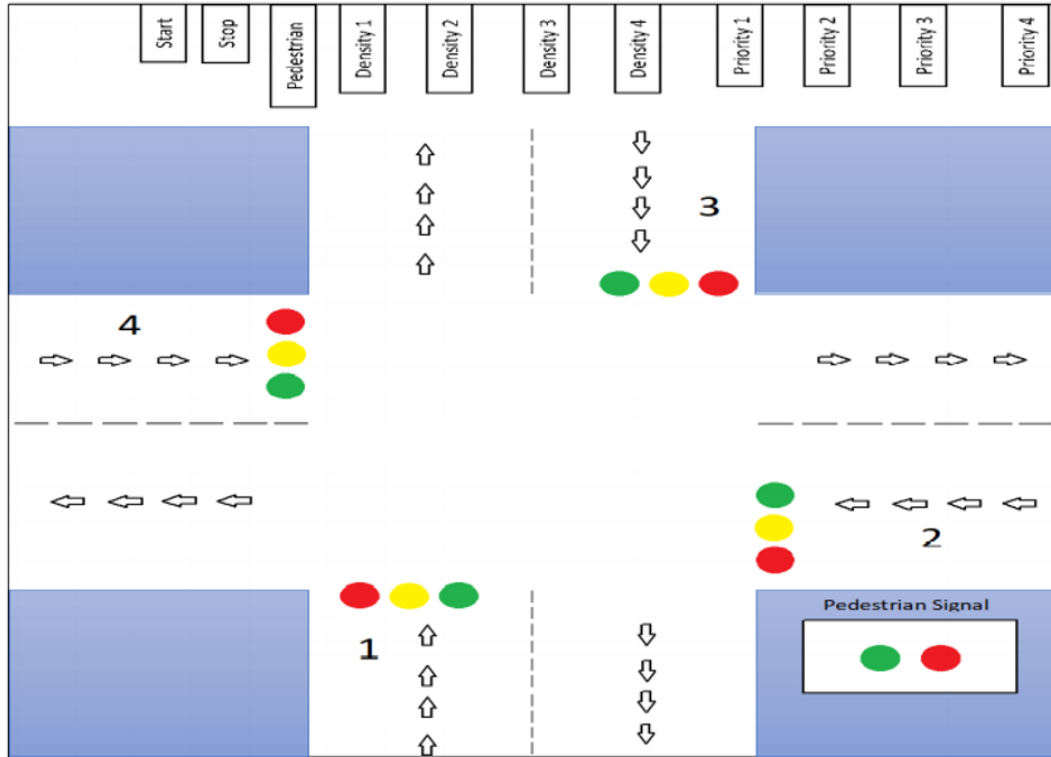 Start
Stop
Pedestrian
Density 1
Density 2
Density 3
Density 4
Priority 1
Priority 2
Priority 3
Priority 4
3
4
2
Pedestrian Signal
1